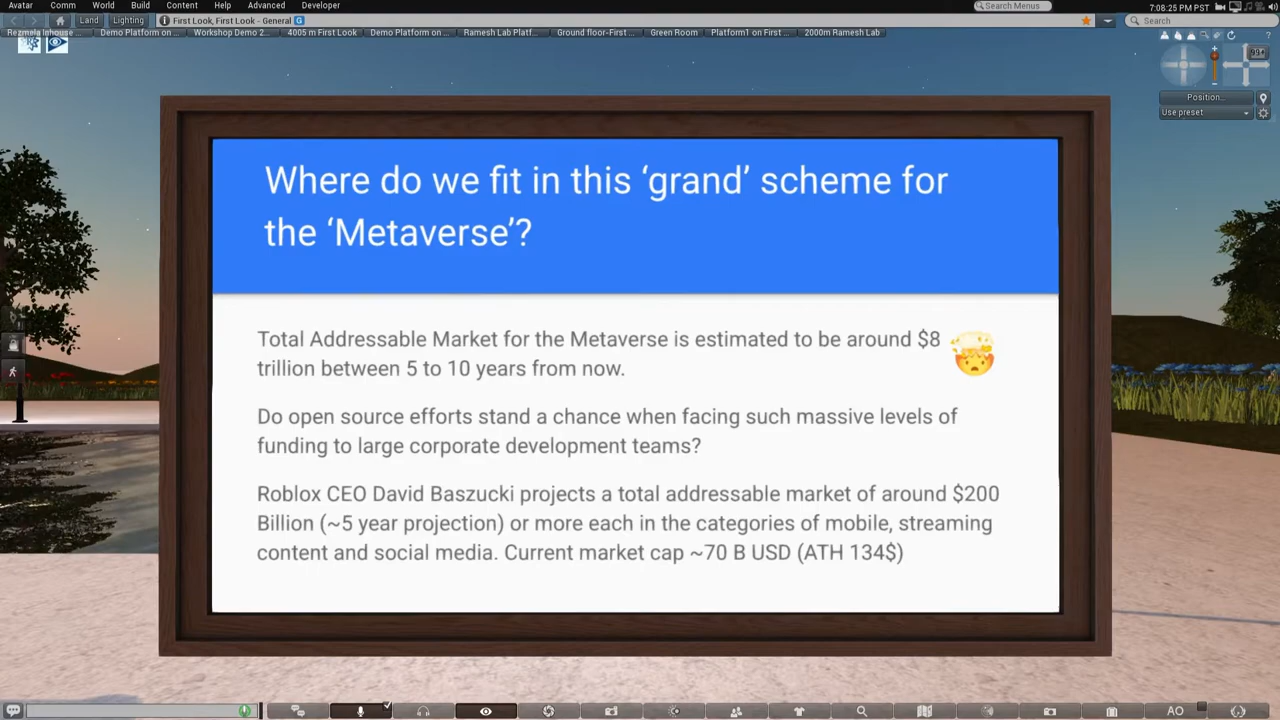 Avatar Comm World Build Content Help Advanced Developer
Search Menus
7:08:25 PM PST
Land Lighting First Look, First Look - General G
Search
Demo Platform on ... Workshop Demo 2... 4005 m First Look Demo Platform on ... Ramesh Lab Platf... Ground floor-First ... Green Room Platform1 on First ... 2000m Ramesh Lab
99+
Position...
Use preset
Where do we fit in this ‘grand’ scheme for
the ‘Metaverse’?
Total Addressable Market for the Metaverse is estimated to be around $8
trillion between 5 to 10 years from now.
Do open source efforts stand a chance when facing such massive levels of
funding to large corporate development teams?
Roblox CEO David Baszucki projects a total addressable market of around $200
Billion (~5 year projection) or more each in the categories of mobile, streaming
content and social media. Current market cap ~70 B USD (ATH 134$)
AO